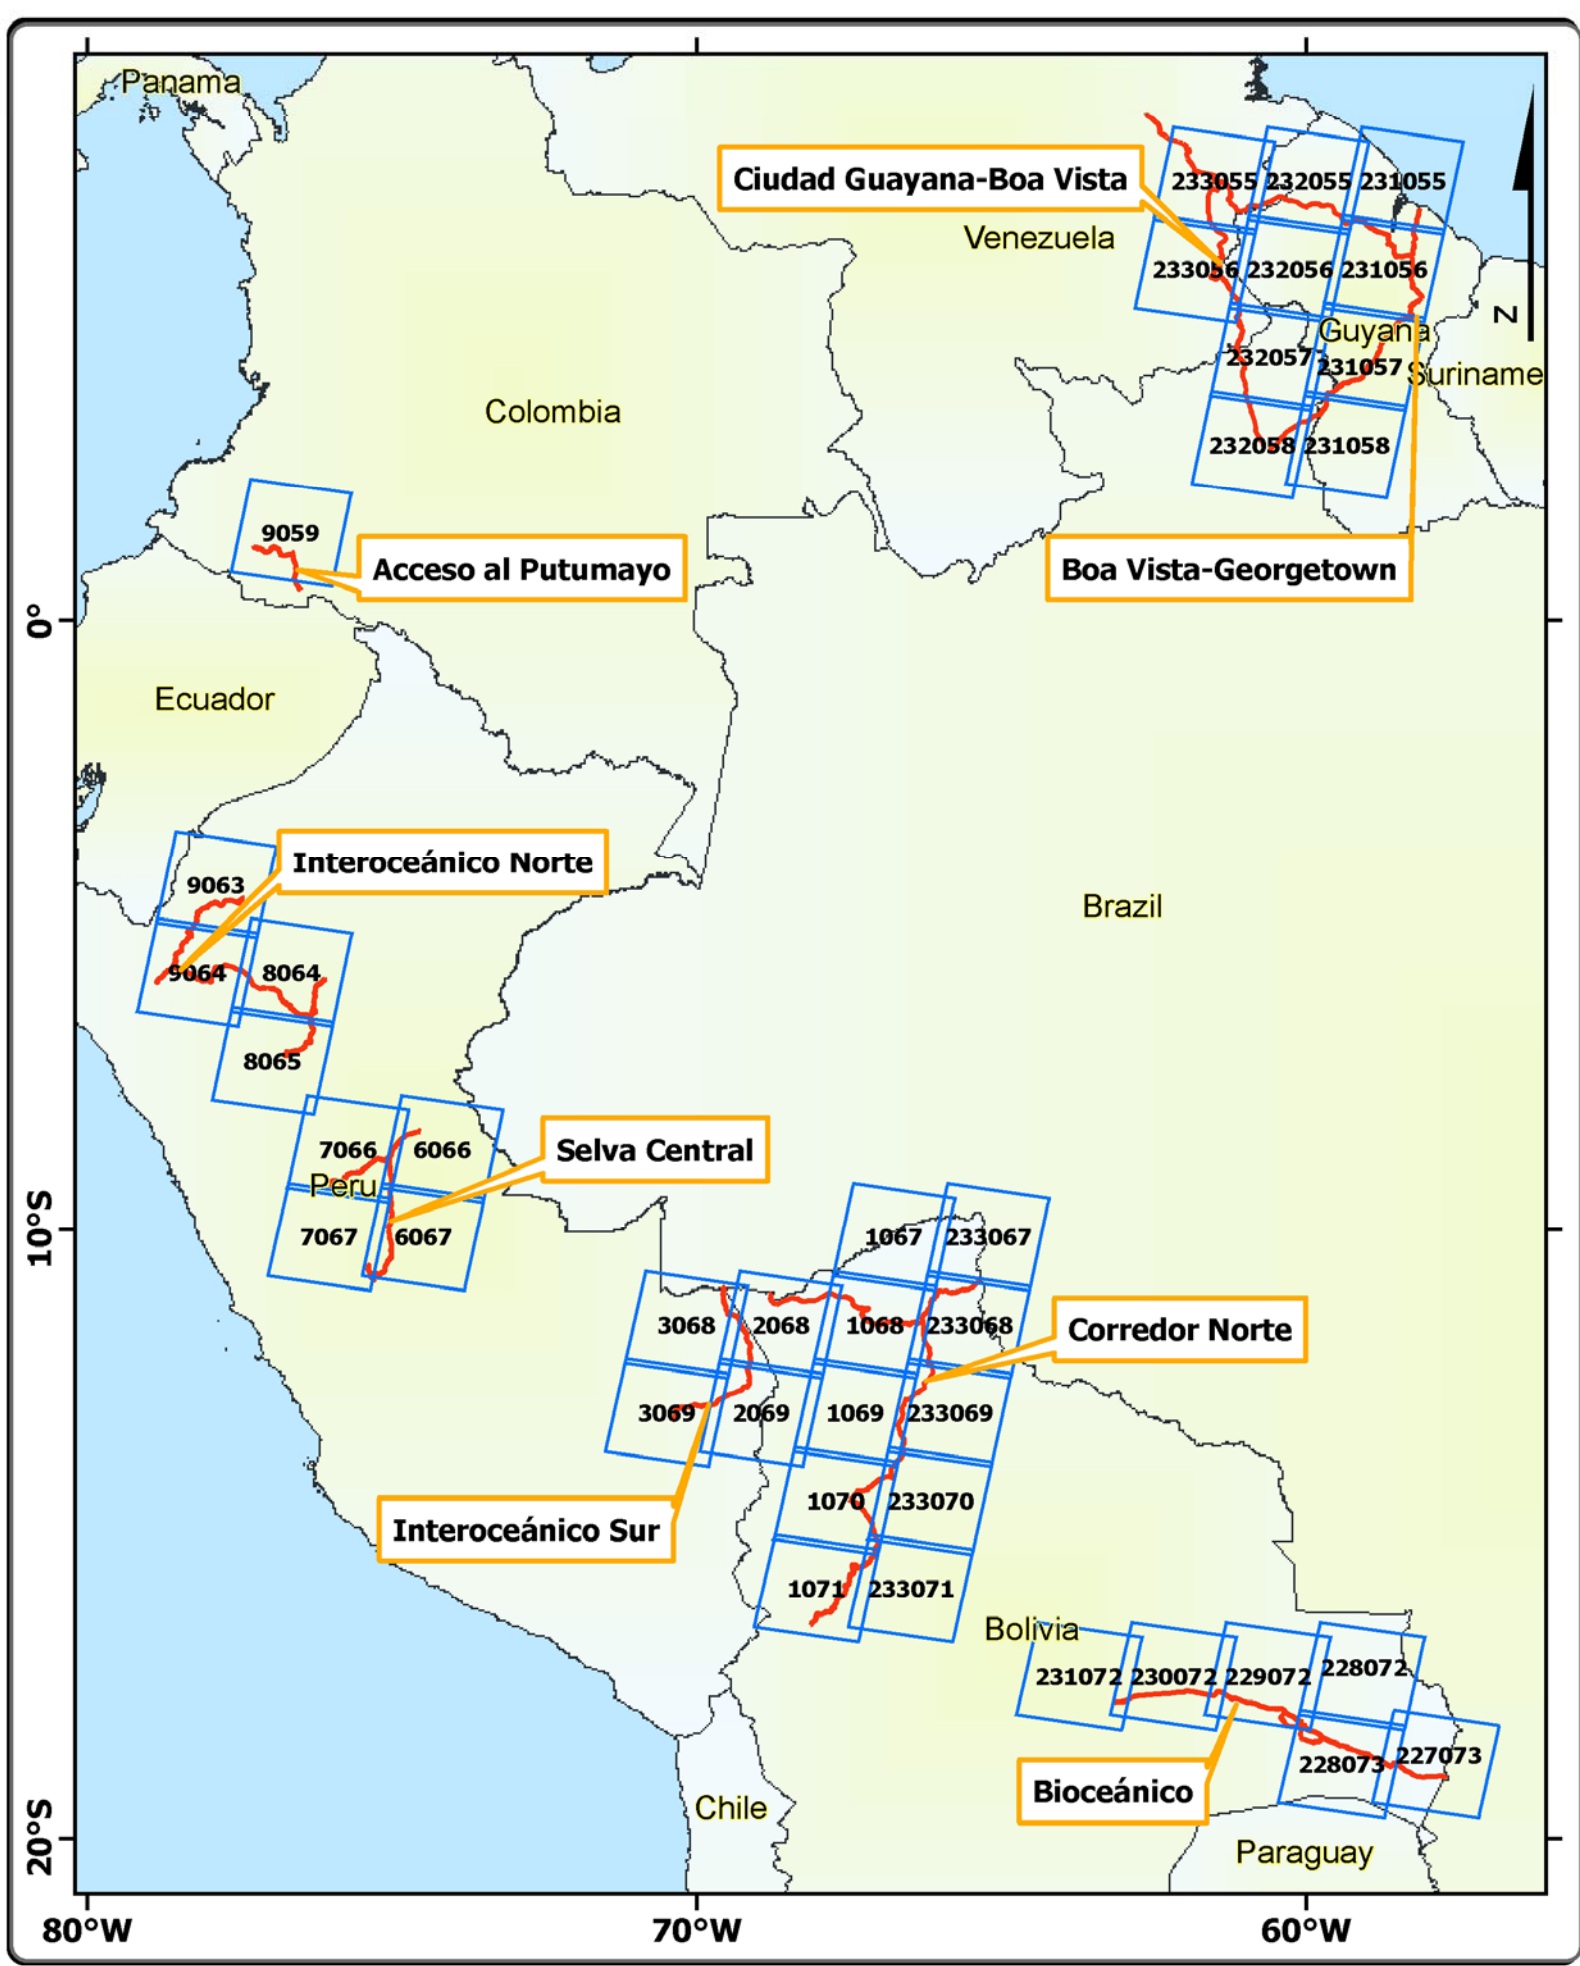 Panama
Ciudad Guayana-Boa Vista
233055
232055
231055
Venezuela
233056
232056
231056
N
Guyana
232057
231057
Suriname
Colombia
232058
231058
9059
Acceso al Putumayo
Boa Vista-Georgetown
0°
Ecuador
Interoceánico Norte
9063
Brazil
9064
8064
8065
7066
6066
Selva Central
Peru
10°S
7067
6067
1067
233067
3068
2068
1068
233068
Corredor Norte
3069
2069
1069
233069
1070
233070
Interoceánico Sur
1071
233071
Bolivia
231072
230072
229072
228072
228073
227073
Bioceánico
Chile
20°S
Paraguay
80°W
70°W
60°W